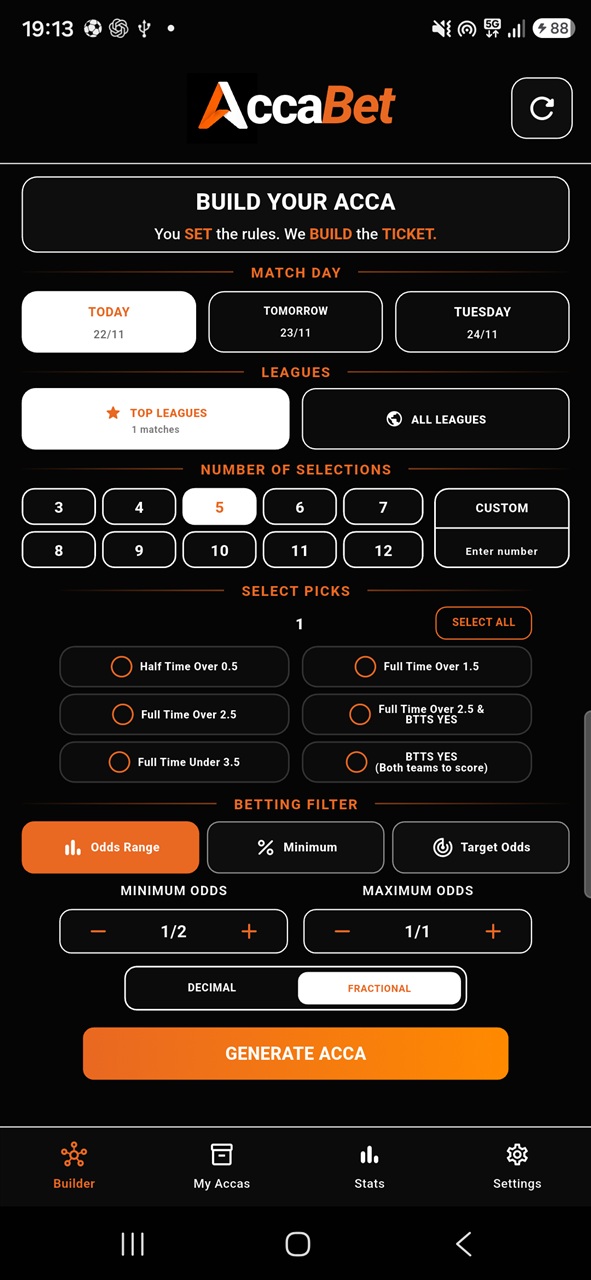 19:13
5G
88
AccaBet
BUILD YOUR ACCA
You SET the rules. We BUILD the TICKET.
MATCH DAY
TODAY
22/11
TOMORROW
23/11
TUESDAY
24/11
LEAGUES
TOP LEAGUES
1 matches
ALL LEAGUES
NUMBER OF SELECTIONS
3 4 5 6 7
CUSTOM
8 9 10 11 12
Enter number
SELECT PICKS
1
SELECT ALL
Half Time Over 0.5
Full Time Over 1.5
Full Time Over 2.5
Full Time Over 2.5 &
BTTS YES
Full Time Under 3.5
BTTS YES
(Both teams to score)
BETTING FILTER
Odds Range
Minimum
Target Odds
MINIMUM ODDS
MAXIMUM ODDS
− 1/2 +
− 1/1 +
DECIMAL
FRACTIONAL
GENERATE ACCA
Builder
My Accas
Stats
Settings